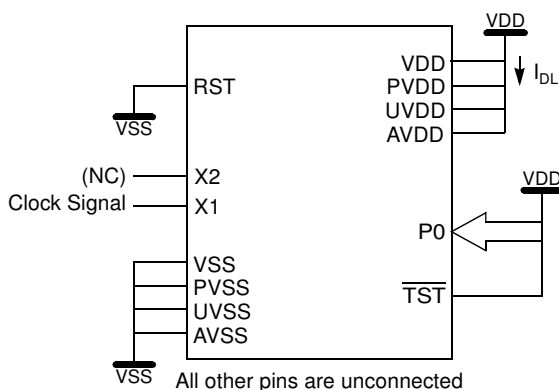 VDD
VDD
PVDD
UVDD
AVDD
IDL
RST
VSS
(NC)
X2
Clock Signal
X1
VDD
P0
TST
VSS
PVSS
UVSS
AVSS
VSS
All other pins are unconnected